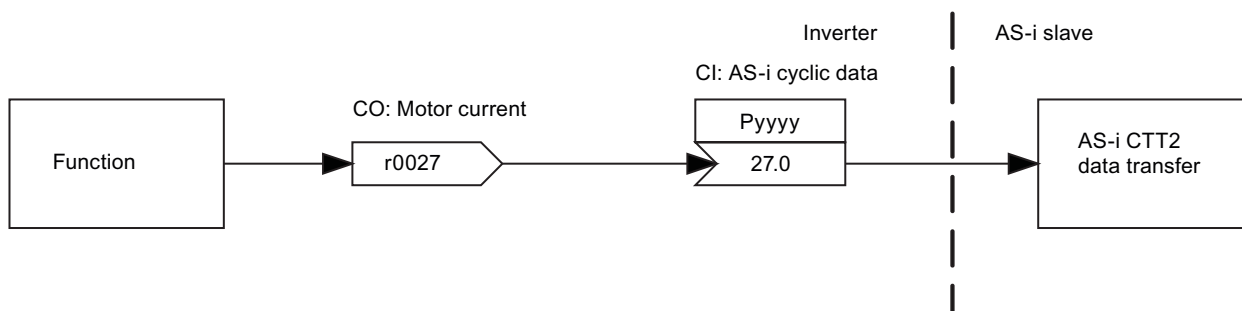 Inverter
AS-i slave
CI: AS-i cyclic data
CO: Motor current
Pyyyy
Function
r0027
27.0
AS-i CTT2
data transfer